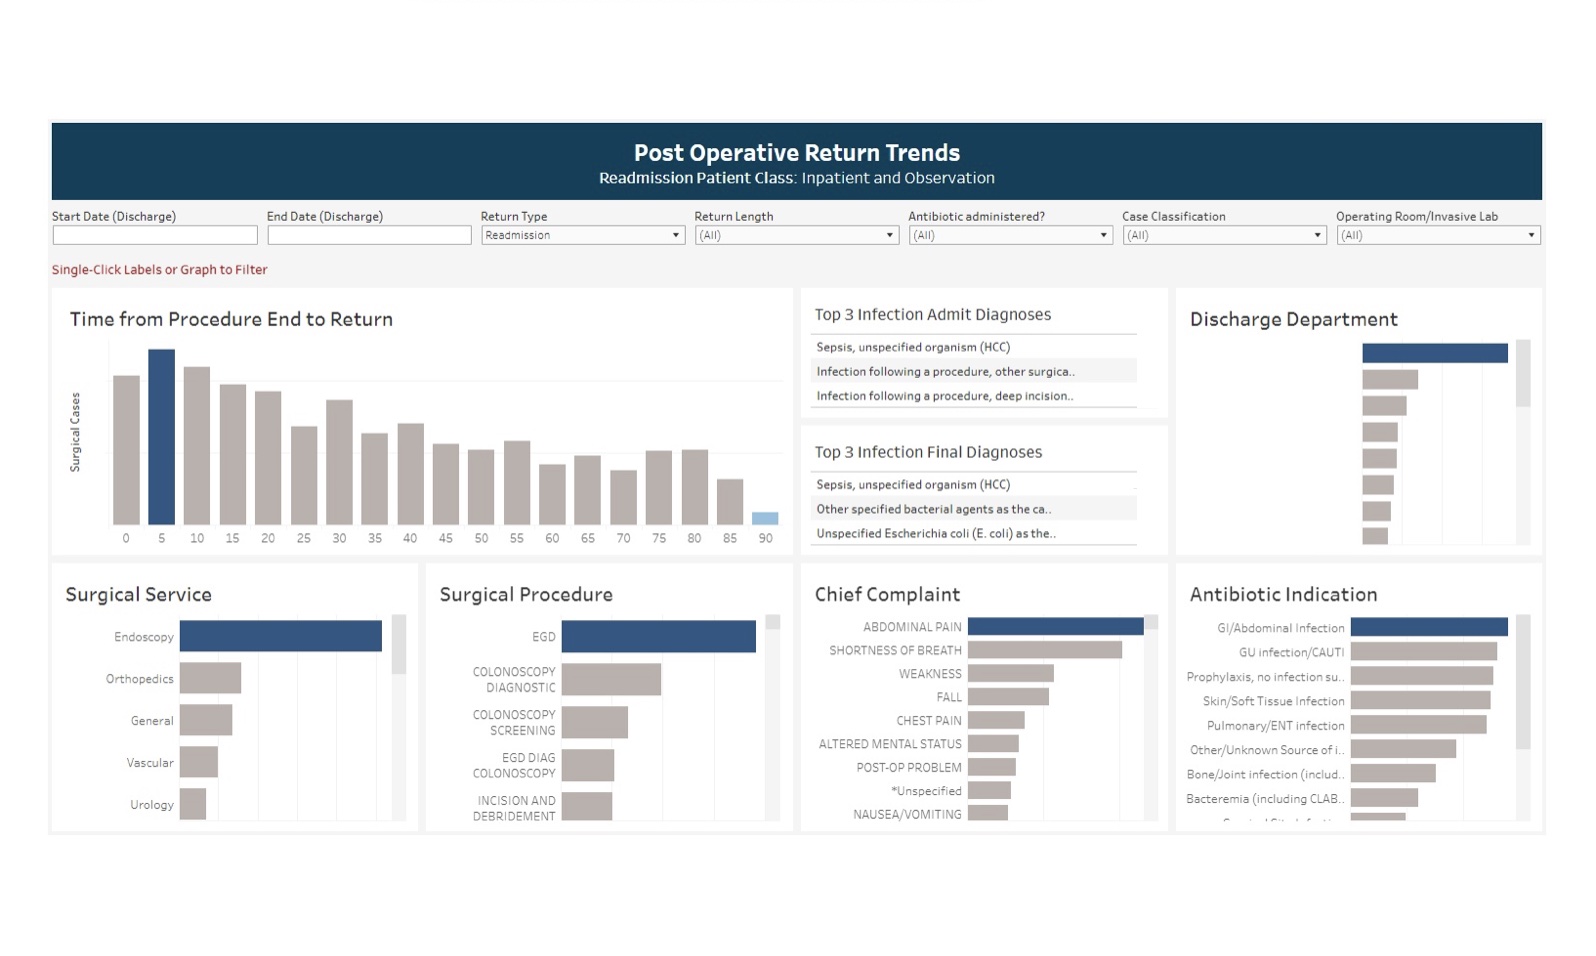 Post Operative Return Trends
Readmission Patient Class: Inpatient and Observation
Start Date (Discharge)
End Date (Discharge)
Return Type
Return Length
Antibiotic administered?
Case Classification
Operating Room/Invasive Lab
Readmission
(All)
(All)
(All)
(All)
Single-Click Labels or Graph to Filter
Time from Procedure End to Return
Surgical Cases
0 5 10 15 20 25 30 35 40 45 50 55 60 65 70 75 80 85 90
Top 3 Infection Admit Diagnoses
Sepsis, unspecified organism (HCC)
Infection following a procedure, other surgica..
Infection following a procedure, deep incision..
Top 3 Infection Final Diagnoses
Sepsis, unspecified organism (HCC)
Other specified bacterial agents as the ca..
Unspecified Escherichia coli (E. coli) as the..
Discharge Department
Surgical Service
Endoscopy
Orthopedics
General
Vascular
Urology
Surgical Procedure
EGD
COLONOSCOPY
DIAGNOSTIC
COLONOSCOPY
SCREENING
EGD DIAG
COLONOSCOPY
INCISION AND
DEBRIDEMENT
Chief Complaint
ABDOMINAL PAIN
SHORTNESS OF BREATH
WEAKNESS
FALL
CHEST PAIN
ALTERED MENTAL STATUS
POST-OP PROBLEM
*Unspecified
NAUSEA/VOMITING
Antibiotic Indication
GI/Abdominal Infection
GU infection/CAUTI
Prophylaxis, no infection su..
Skin/Soft Tissue Infection
Pulmonary/ENT infection
Other/Unknown Source of i..
Bone/Joint infection (includ..
Bacteremia (including CLAB..